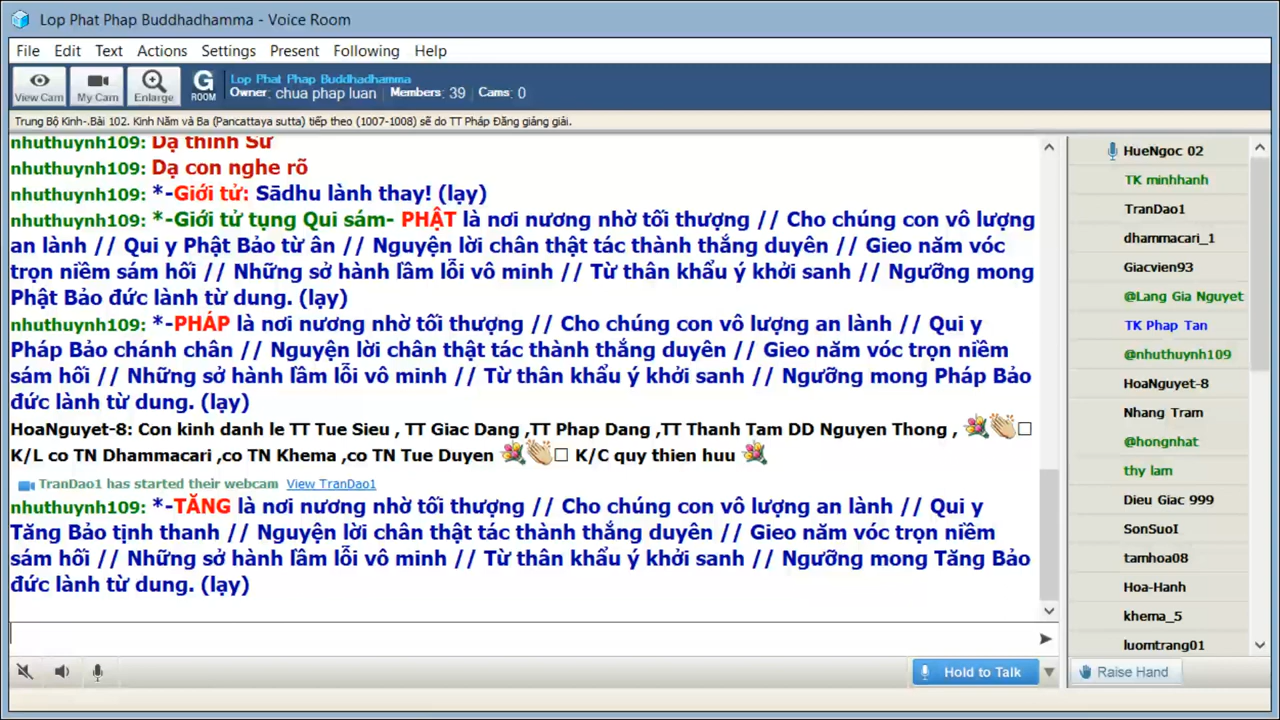 Lop Phat Phap Buddhadhamma - Voice Room
File Edit Text Actions Settings Present Following Help
View Cam My Cam Enlarge G ROOM
Lop Phat Phap Buddhadhamma
Owner: chua phap luan Members: 39 Cams: 0
Trung Bộ Kinh-.Bài 102. Kinh Năm và Ba (Pancattaya sutta) tiếp theo (1007-1008) sẽ do TT Pháp Đăng giảng giải.
nhuthuynh109: Dạ thỉnh Sư
nhuthuynh109: Dạ con nghe rõ
nhuthuynh109: *-Giới tử: Sādhu lành thay! (lạy)
nhuthuynh109: *-Giới tử tụng Qui sám- PHẬT là nơi nương nhờ tối thượng // Cho chúng con vô lượng
an lành // Qui y Phật Bảo từ ân // Nguyện lời chân thật tác thành thắng duyên // Gieo năm vóc
trọn niềm sám hối // Những sở hành lầm lỗi vô minh // Từ thân khẩu ý khởi sanh // Ngưỡng mong
Phật Bảo đức lành từ dung. (lạy)
nhuthuynh109: *-PHÁP là nơi nương nhờ tối thượng // Cho chúng con vô lượng an lành // Qui y
Pháp Bảo chánh chân // Nguyện lời chân thật tác thành thắng duyên // Gieo năm vóc trọn niềm
sám hối // Những sở hành lầm lỗi vô minh // Từ thân khẩu ý khởi sanh // Ngưỡng mong Pháp Bảo
đức lành từ dung. (lạy)
HoaNguyet-8: Con kinh danh le TT Tue Sieu , TT Giac Dang ,TT Phap Dang ,TT Thanh Tam DD Nguyen Thong ,
K/L co TN Dhammacari ,co TN Khema ,co TN Tue Duyen K/C quy thien huu
TranDao1 has started their webcam View TranDao1
nhuthuynh109: *-TĂNG là nơi nương nhờ tối thượng // Cho chúng con vô lượng an lành // Qui y
Tăng Bảo tịnh thanh // Nguyện lời chân thật tác thành thắng duyên // Gieo năm vóc trọn niềm
sám hối // Những sở hành lầm lỗi vô minh // Từ thân khẩu ý khởi sanh // Ngưỡng mong Tăng Bảo
đức lành từ dung. (lạy)
HueNgoc 02
TK minhhanh
TranDao1
dhammacari_1
Giacvien93
@Lang Gia Nguyet
TK Phap Tan
@nhuthuynh109
HoaNguyet-8
Nhang Tram
@hongnhat
thy lam
Dieu Giac 999
SonSuoI
tamhoa08
Hoa-Hanh
khema_5
luomtrang01
Hold to Talk
Raise Hand